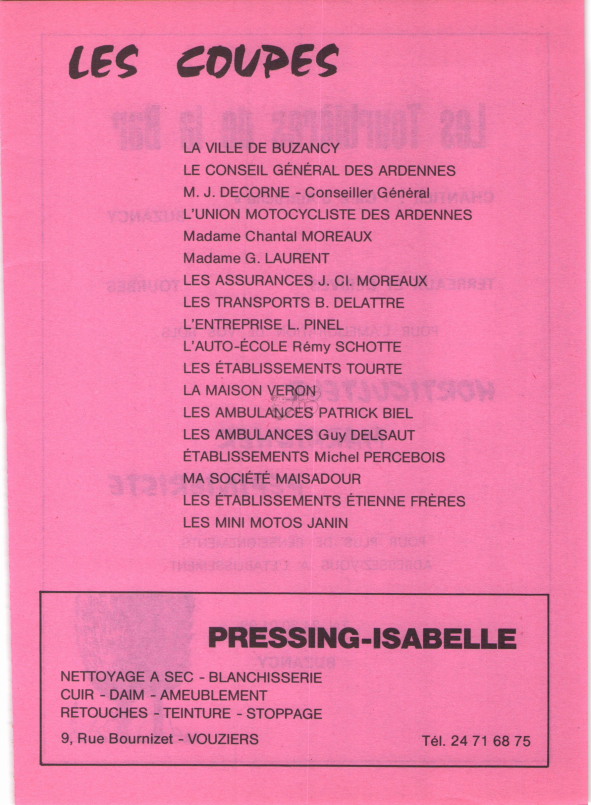 LES COUPES
LA VILLE DE BUZANCY
LE CONSEIL GÉNÉRAL DES ARDENNES
M. J. DECORNE - Conseiller Général
L'UNION MOTOCYCLISTE DES ARDENNES
Madame Chantal MOREAUX
Madame G. LAURENT
LES ASSURANCES J. Cl. MOREAUX
LES TRANSPORTS B. DELATTRE
L'ENTREPRISE L. PINEL
L'AUTO-ÉCOLE Rémy SCHOTTE
LES ÉTABLISSEMENTS TOURTE
LA MAISON VERON
LES AMBULANCES PATRICK BIEL
LES AMBULANCES Guy DELSAUT
ÉTABLISSEMENTS Michel PERCEBOIS
MA SOCIÉTÉ MAISADOUR
LES ÉTABLISSEMENTS ÉTIENNE FRÈRES
LES MINI MOTOS JANIN
PRESSING-ISABELLE
NETTOYAGE A SEC - BLANCHISSERIE
CUIR - DAIM - AMEUBLEMENT
RETOUCHES - TEINTURE - STOPPAGE
9, Rue Bournizet - VOUZIERS Tél. 24 71 68 75